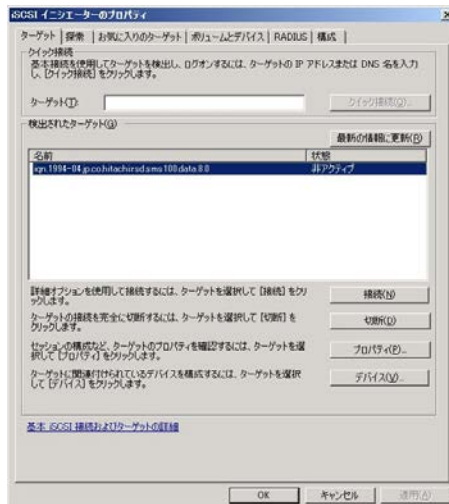 iSCSI イニシエーターのプロパティ
ターゲット 探索 お気に入りのターゲット ボリュームとデバイス RADIUS 構成
クイック接続
基本接続を使用してターゲットを検出し、ログオンするには、ターゲットの IP アドレスまたは DNS 名を入力
し、[クイック接続] をクリックします。
ターゲット(T):
クイック接続(Q)...
検出されたターゲット(G)
最新の情報に更新(R)
名前 状態
iqn.1994-04.jp.co.hitachi:rsd.sms100.data.8.0 非アクティブ
詳細オプションを使用して接続するには、ターゲットを選択して [接続] をクリ
ックします。
接続(N)
ターゲットの接続を完全に切断するには、ターゲットを選択して [切断] を
クリックします。
切断(D)
セッションの構成など、ターゲットのプロパティを確認するには、ターゲットを選
択して [プロパティ] をクリックします。
プロパティ(P)...
ターゲットに関連付けられているデバイスを構成するには、ターゲットを選択
して [デバイス] をクリックします。
デバイス(V)...
基本 iSCSI 接続およびターゲットの詳細
OK キャンセル 適用(A)